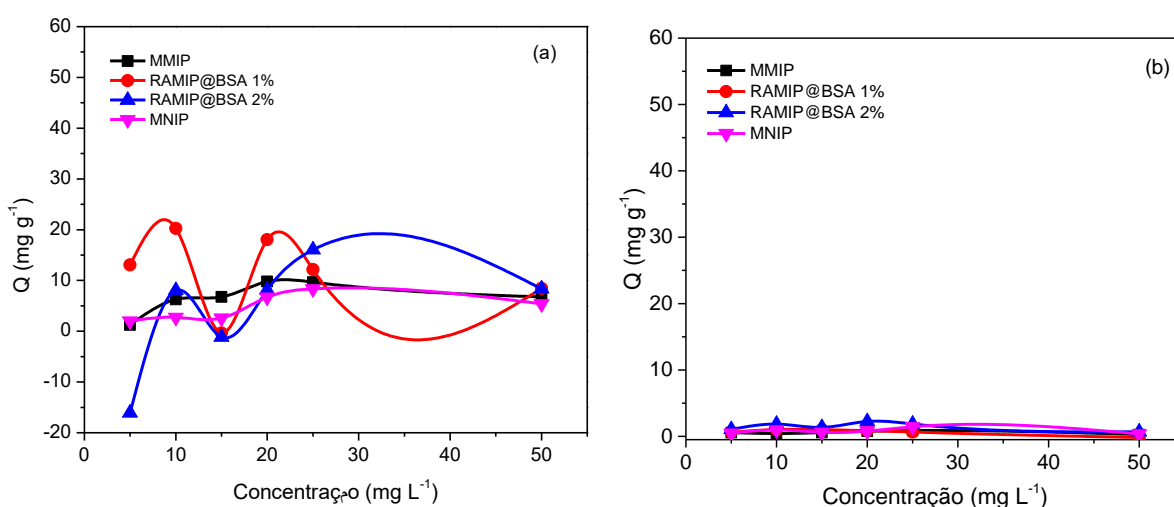 (a)
MMIP
RAMIP@BSA 1%
RAMIP@BSA 2%
MNIP
Q (mg g⁻¹)
60
50
40
30
20
10
0
-10
-20
0 10 20 30 40 50
Concentraçمo (mg L⁻¹)
(b)
MMIP
RAMIP@BSA 1%
RAMIP@BSA 2%
MNIP
Q (mg g⁻¹)
60
50
40
30
20
10
0
0 10 20 30 40 50
Concentração (mg L⁻¹)